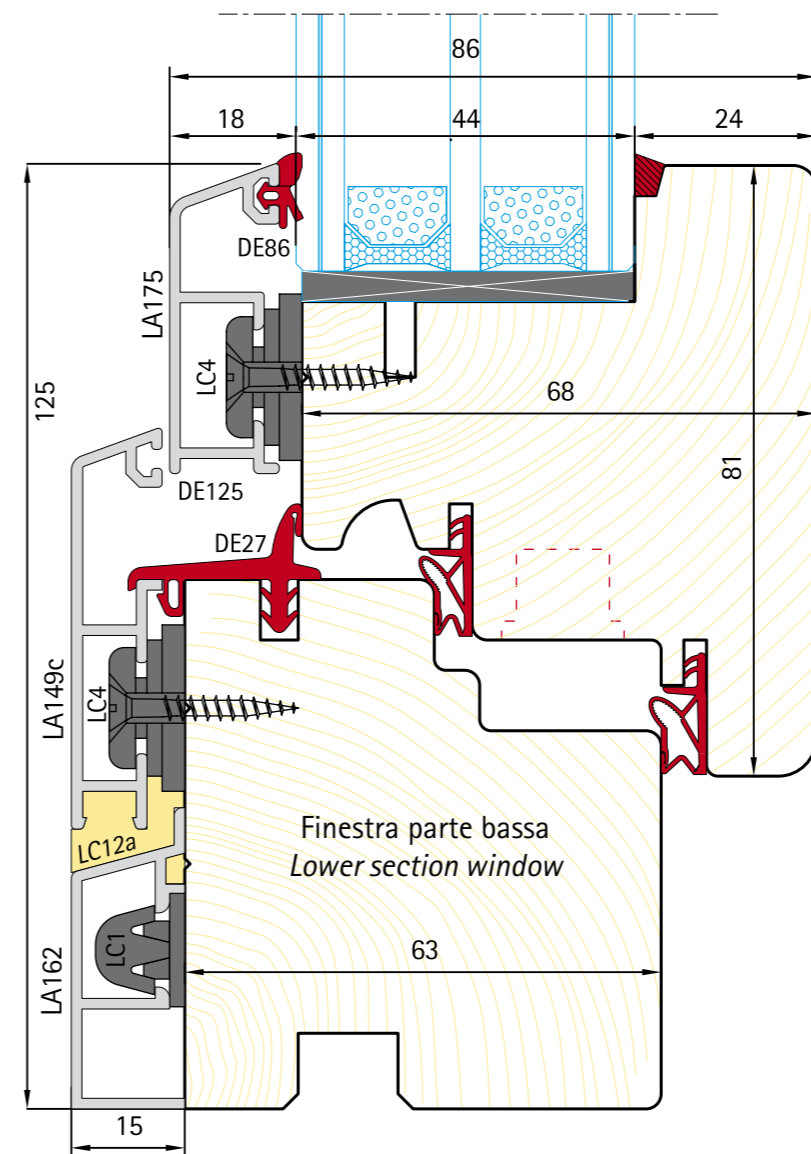 86
18
44
24
DE86
LA175
LC4
125
68
81
DE125
DE27
LA149c
LC4
LC12a
Finestra parte bassa
Lower section window
LC1
LA162
63
15